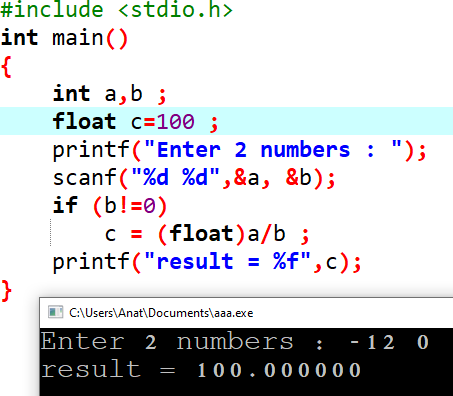 #include <stdio.h>
int main()
{
int a,b ;
float c=100 ;
printf("Enter 2 numbers : ");
scanf("%d %d",&a, &b);
if (b!=0)
c = (float)a/b ;
printf("result = %f",c);
}
C:\Users\Anat\Documents\aaa.exe
Enter 2 numbers : -12 0
result = 100.000000